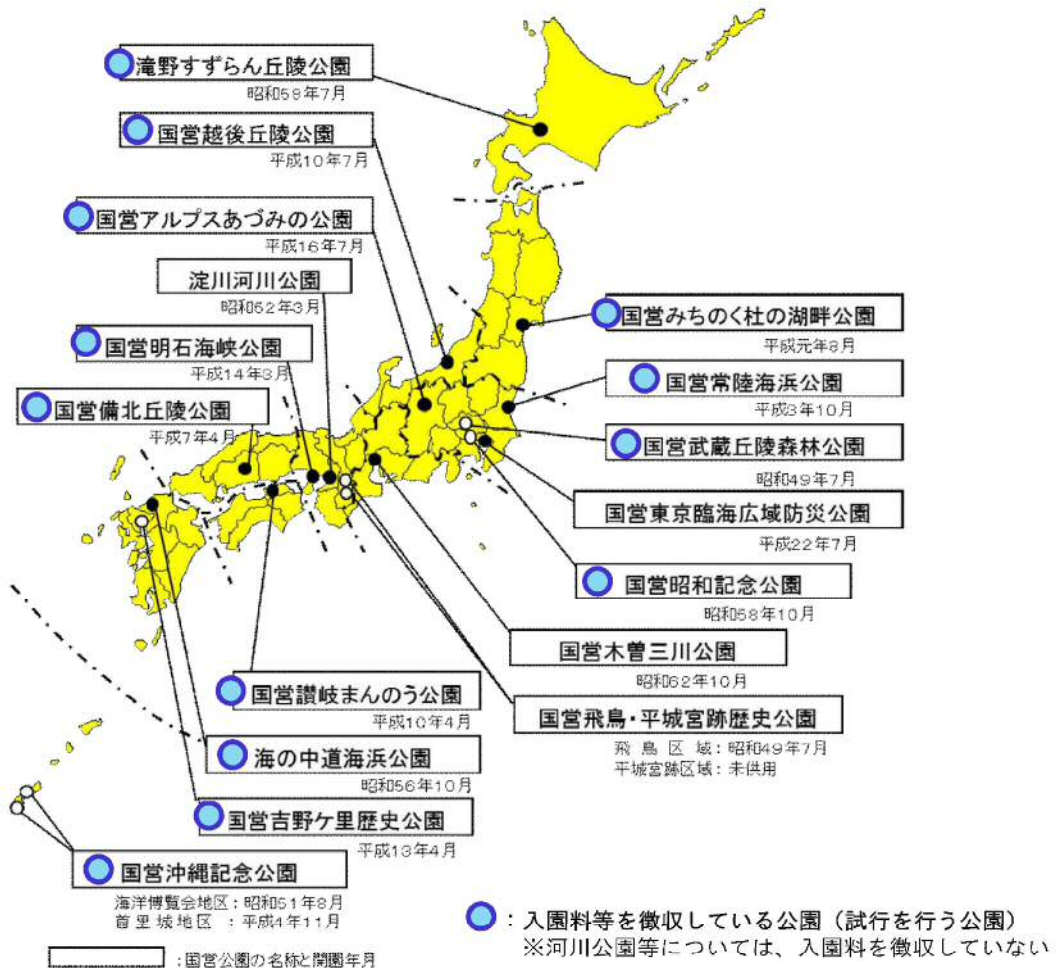 滝野すずらん丘陵公園
昭和59年7月
国営越後丘陵公園
平成10年7月
国営アルプスあづみの公園
平成16年7月
淀川河川公園
昭和52年3月
国営明石海峡公園
平成14年3月
国営備北丘陵公園
平成7年4月
国営みちのく杜の湖畔公園
平成元年8月
国営常陸海浜公園
平成3年10月
国営武蔵丘陵森林公園
昭和49年7月
国営東京臨海広域防災公園
平成22年7月
国営昭和記念公園
昭和58年10月
国営木曽三川公園
昭和62年10月
国営飛鳥・平城宮跡歴史公園
飛鳥区域:昭和49年7月
平城宮跡区域:未供用
国営讃岐まんのう公園
平成10年4月
海の中道海浜公園
昭和56年10月
国営吉野ケ里歴史公園
平成13年4月
国営沖縄記念公園
海洋博覧会地区:昭和51年8月
首里城地区 :平成4年11月
:国営公園の名称と開園年月
:入園料等を徴収している公園(試行を行う公園)
※河川公園等については、入園料を徴収していない